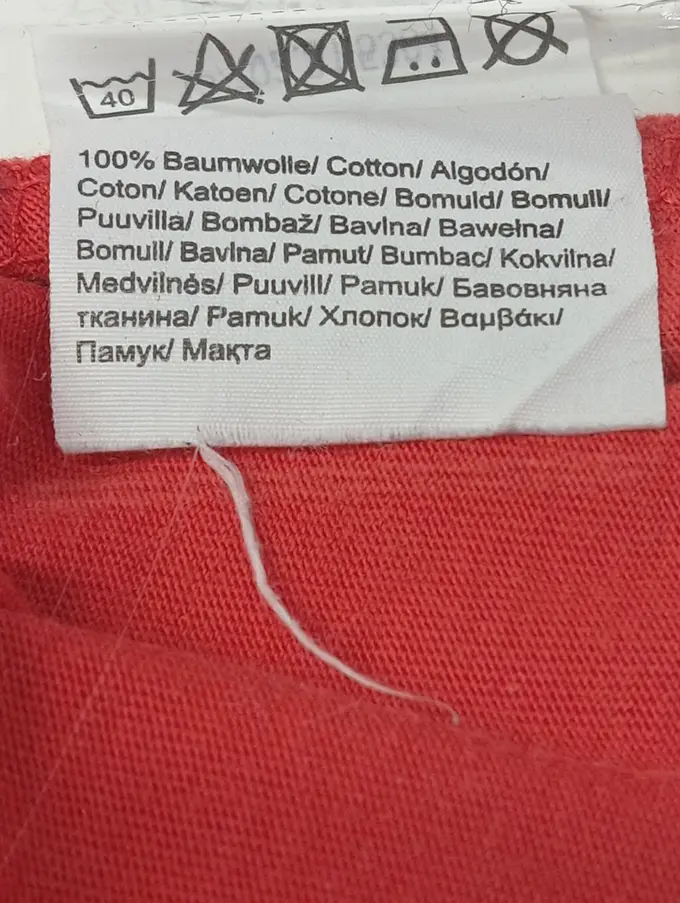 40
100% Baumwolle/ Cotton/ Algodón/
Coton/ Katoen/ Cotone/ Bomuld/ Bomull/
Puuvilla/ Bombaž/ Bavlna/ Bawełna/
Bomull/ Bavlna/ Pamut/ Bumbac/ Kokvilna/
Medvilnės/ Puuvill/ Pamuk/ Бавовняна
тканина/ Pamuk/ Хлопок/ Βαμβάκι/
Памук/ Мақта